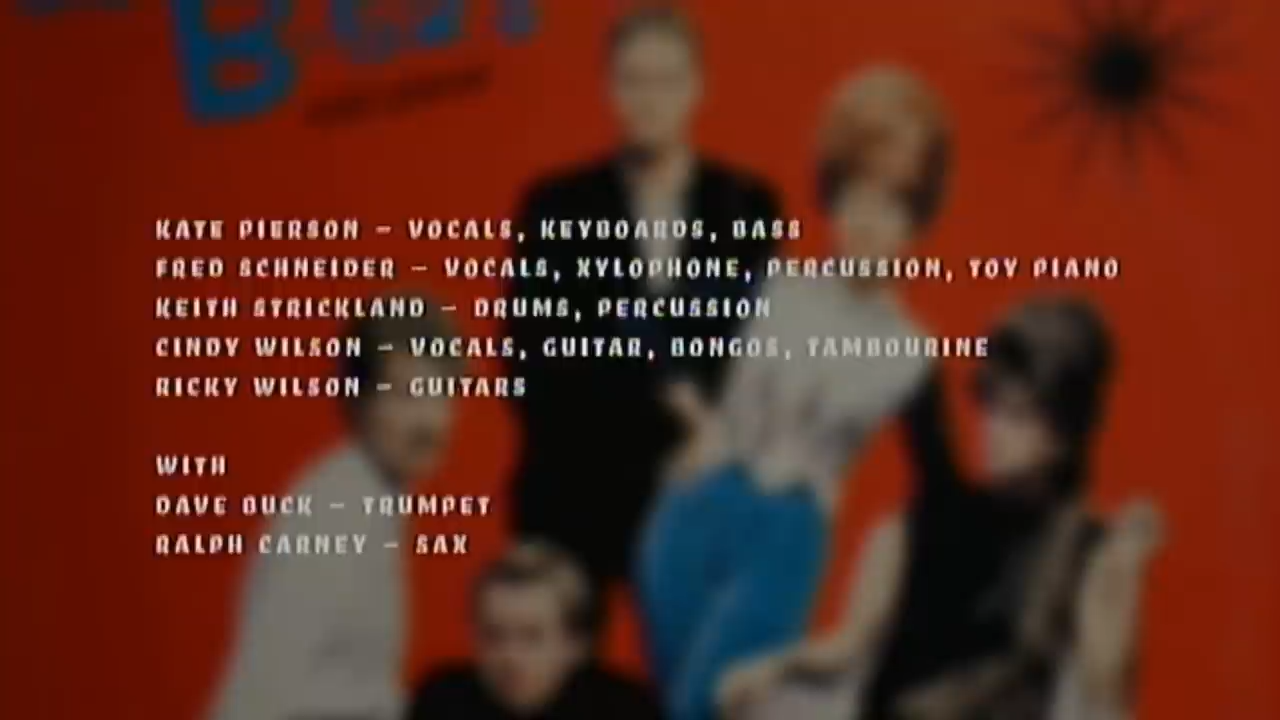 KATE PIERSON – VOCALS, KEYBOARDS, BASS
FRED SCHNEIDER – VOCALS, XYLOPHONE, PERCUSSION, TOY PIANO
KEITH STRICKLAND – DRUMS, PERCUSSION
CINDY WILSON – VOCALS, GUITAR, BONGOS, TAMBOURINE
RICKY WILSON – GUITARS
WITH
DAVE BUCK – TRUMPET
RALPH CARNEY – SAX